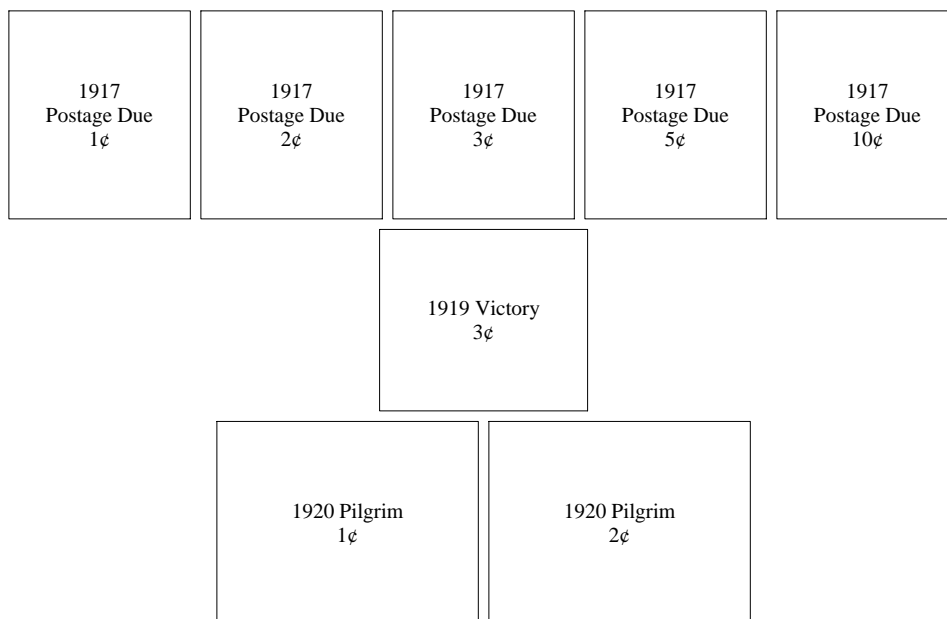 1917
Postage Due
1¢
1917
Postage Due
2¢
1917
Postage Due
3¢
1917
Postage Due
5¢
1917
Postage Due
10¢
1919 Victory
3¢
1920 Pilgrim
1¢
1920 Pilgrim
2¢